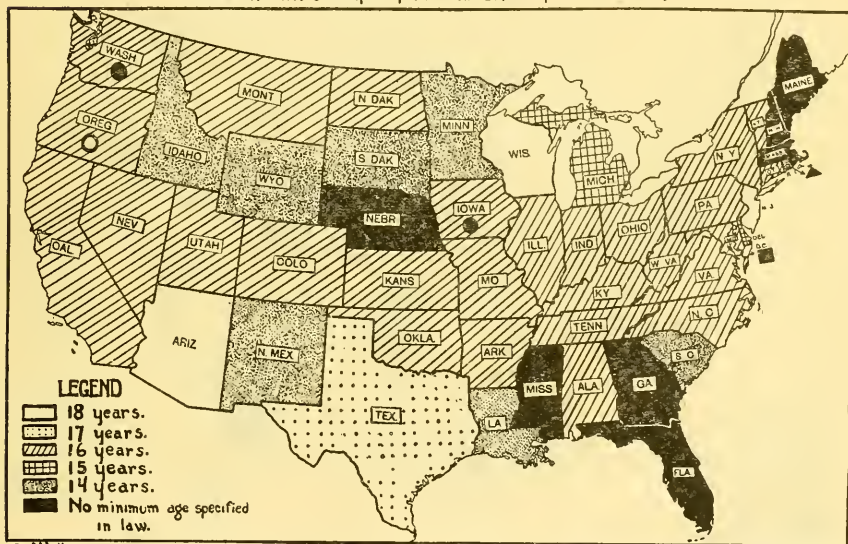 WASH
MONT
N DAK
MINN
OREG
IDAHO
WYO
S DAK
WIS.
MICH
N Y
MAINE
NEBR
IOWA
PA
NEV
UTAH
COLO
CAL
KANS
MO
ILL.
IND
OHIO
W VA
VA
KY
N C
TENN
DEL
D.C.
ARIZ
N MEX
OKLA.
ARK
S C
MISS
ALA
GA
TEX
LA
FLA
LEGEND
18 years.
17 years.
16 years.
15 years.
14 years.
No minimum age specified
in law.